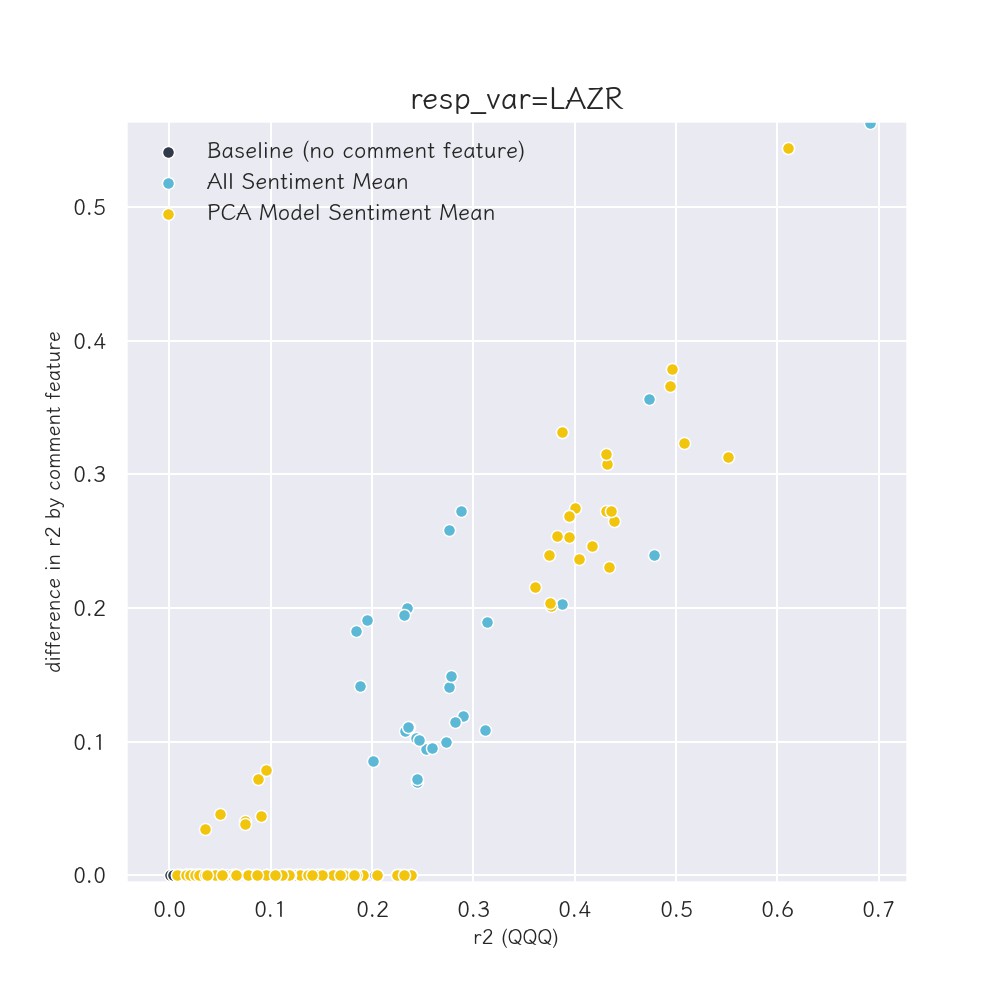 resp_var=LAZR
Baseline (no comment feature)
All Sentiment Mean
PCA Model Sentiment Mean
difference in r2 by comment feature
0.5
0.4
0.3
0.2
0.1
0.0
0.0 0.1 0.2 0.3 0.4 0.5 0.6 0.7
r2 (QQQ)